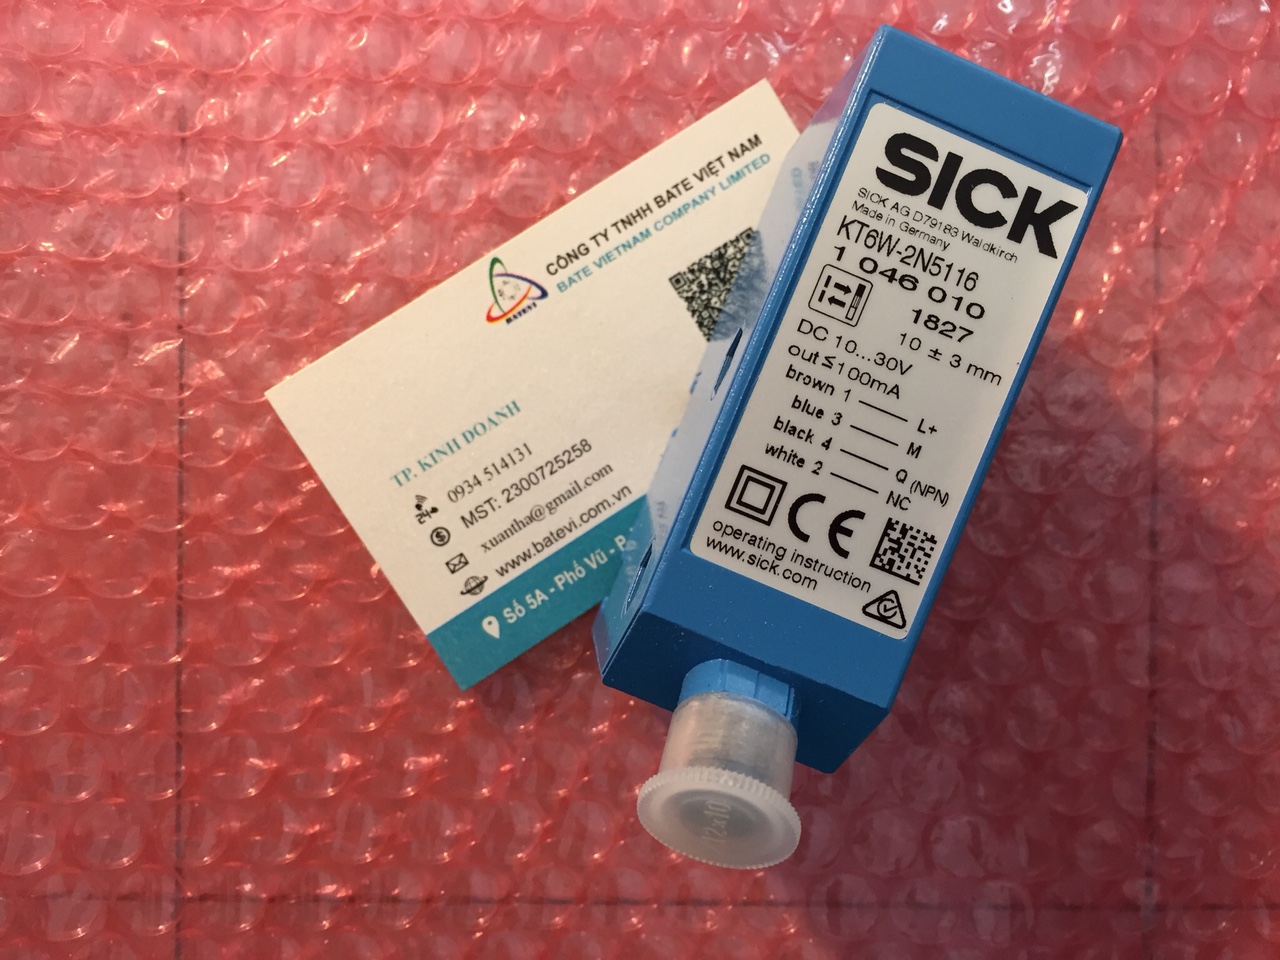 CÔNG TY TNHH BATE VIỆT NAM
BATE VIETNAM COMPANY LIMITED
BATEVI
TP. KINH DOANH
24h
0934 514131
MST: 2300725258
xuantha@gmail.com
www.batevi.com.vn
Số 5A - Phố Vũ - P
SICK
SICK AG D79183 Waldkirch
Made in Germany
KT6W-2N5116
1 046 010
1827
10 ± 3 mm
DC 10...30V
out ≤ 100mA
brown 1 L+
blue 3 M
black 4 Q (NPN)
white 2 NC
CE
operating instruction
www.sick.com